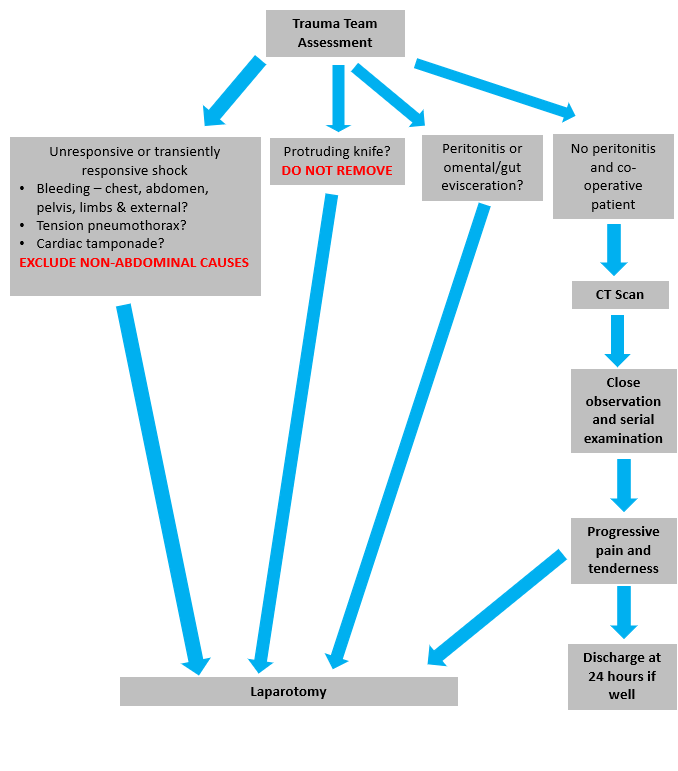 Trauma Team
Assessment
Unresponsive or transiently
responsive shock
• Bleeding – chest, abdomen,
pelvis, limbs & external?
• Tension pneumothorax?
• Cardiac tamponade?
EXCLUDE NON-ABDOMINAL CAUSES
Protruding knife?
DO NOT REMOVE
Peritonitis or
omental/gut
evisceration?
No peritonitis
and co-
operative
patient
CT Scan
Close
observation
and serial
examination
Progressive
pain and
tenderness
Discharge at
24 hours if
well
Laparotomy